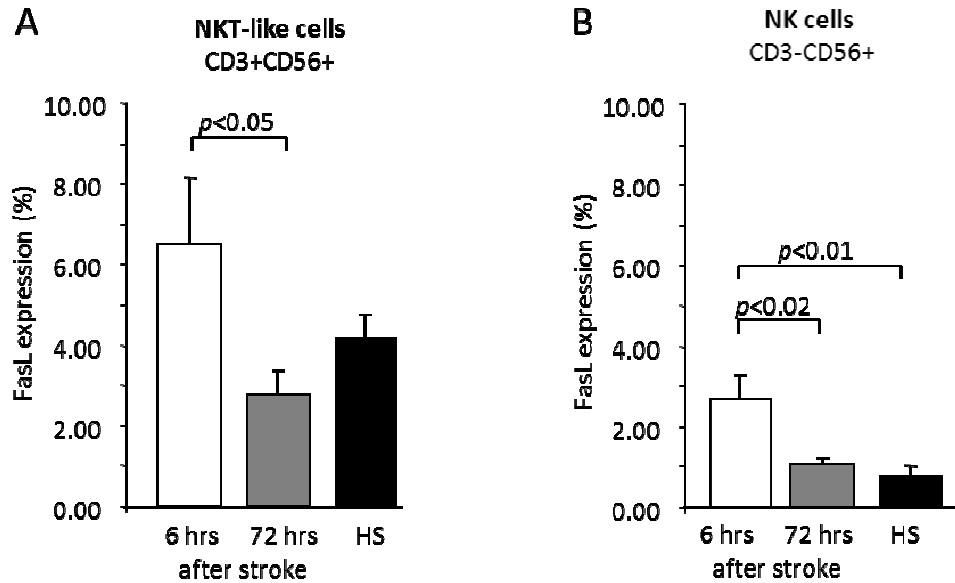 A
NKT-like cells
CD3+CD56+
10.00
8.00
6.00
4.00
2.00
0.00
FasL expression (%)
p<0.05
6 hrs 72 hrs HS
after stroke
B
NK cells
CD3-CD56+
10.00
8.00
6.00
4.00
2.00
0.00
FasL expression (%)
p<0.01
p<0.02
6 hrs 72 hrs HS
after stroke